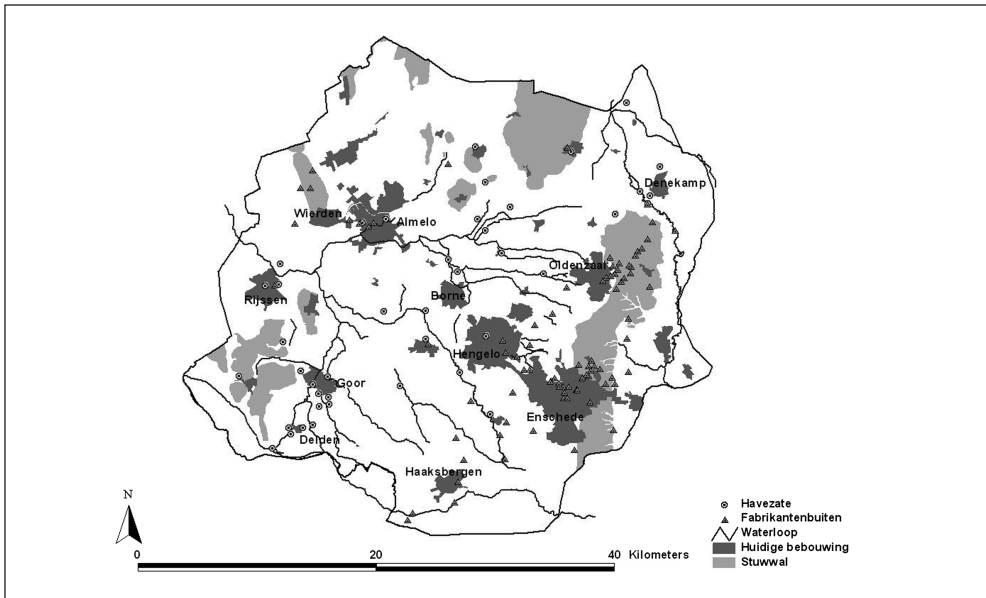 Denekamp
Wierden
Almelo
Oldenzaal
Rijssen
Borne
Hengelo
Goor
Enschede
Delden
Haaksbergen
N
0 20 40 Kilometers
Havezate
Fabrikantenbuiten
Waterloop
Huidige bebouwing
Stuwwal